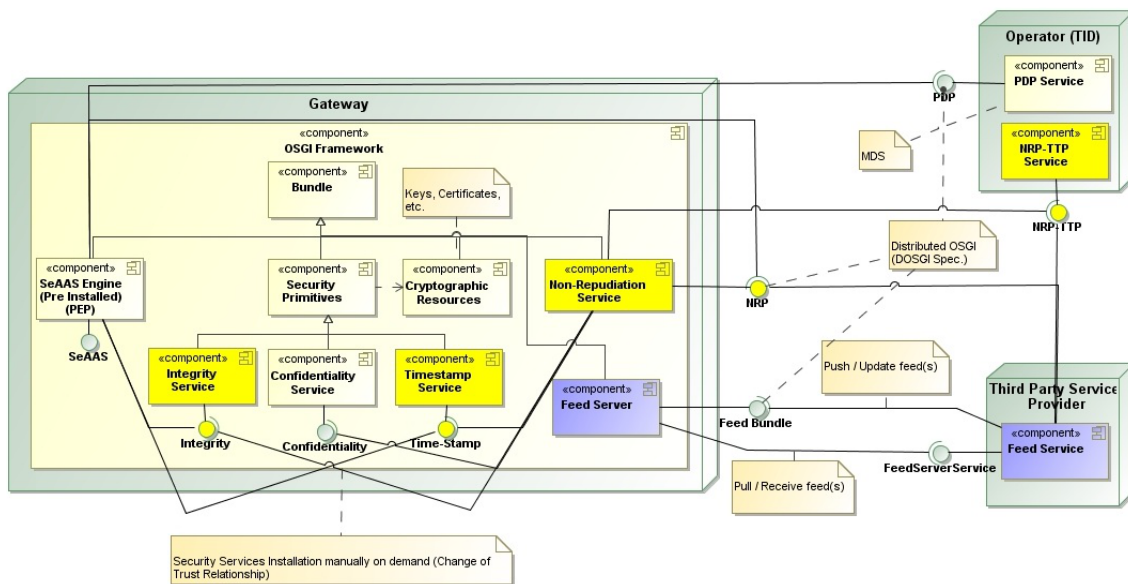 Operator (TID)
«component»
PDP Service
PDP
Gateway
«component»
OSGI Framework
«component»
NRP-TTP
Service
MDS
«component»
Bundle
Keys, Certificates,
etc.
NRP-TTP
Distributed OSGI
(DOSGI Spec.)
«component»
SeAAS Engine
(Pre Installed)
(PEP)
«component»
Security
Primitives
«component»
Cryptographic
Resources
«component»
Non-Repudiation
Service
NRP
SeAAS
«component»
Integrity
Service
«component»
Confidentiality
Service
«component»
Timestamp
Service
Push / Update feed(s)
«component»
Feed Server
Third Party Service
Provider
Feed Bundle
«component»
Feed Service
Integrity
Confidentiality
Time-Stamp
FeedServerService
Pull / Receive feed(s)
Security Services Installation manually on demand (Change of
Trust Relationship)